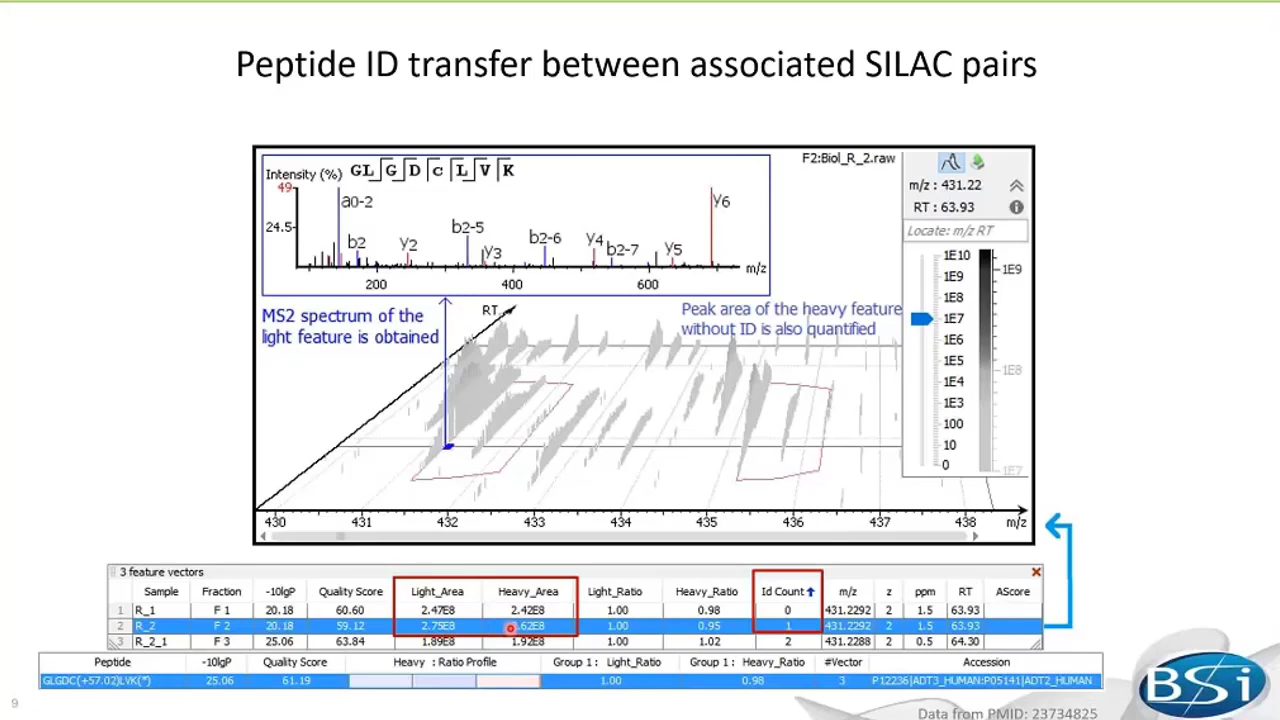 Peptide ID transfer between associated SILAC pairs
Intensity (%)
GL G D c L V K
49
24.5
a0-2
b2
y2
b2-5
y3
b2-6
y4
b2-7
y5
y6
m/z
200 400 600
F2:Biol_R_2.raw
m/z : 431.22
RT : 63.93
Locate: m/z RT
1E10
1E9
1E8
1E7
1E6
1E5
1E4
1E3
100
10
0
1E9
1E8
1E7
MS2 spectrum of the
light feature is obtained
RT
Peak area of the heavy feature
without ID is also quantified
430 431 432 433 434 435 436 437 438 m/z
3 feature vectors
Sample Fraction -10lgP Quality Score Light_Area Heavy_Area Light_Ratio Heavy_Ratio Id Count m/z z ppm RT AScore
1 R_1 F 1 20.18 60.60 2.47E8 2.42E8 1.00 0.98 0 431.2292 2 1.5 63.93
2 R_2 F 2 20.18 59.12 2.75E8 .62E8 1.00 0.95 1 431.2292 2 1.5 63.93
3 R_2_1 F 3 25.06 63.84 1.89E8 1.92E8 1.00 1.02 2 431.2288 2 0.5 64.30
Peptide -10lgP Quality Score Heavy : Ratio Profile Group 1 : Light_Ratio Group 1 : Heavy_Ratio #Vector Accession
GLGDC(+57.02)LVK(*) 25.06 61.19 1.00 0.98 3 P12236|ADT3_HUMAN:P05141|ADT2_HUMAN
BSi
9
Data from PMID: 23734825